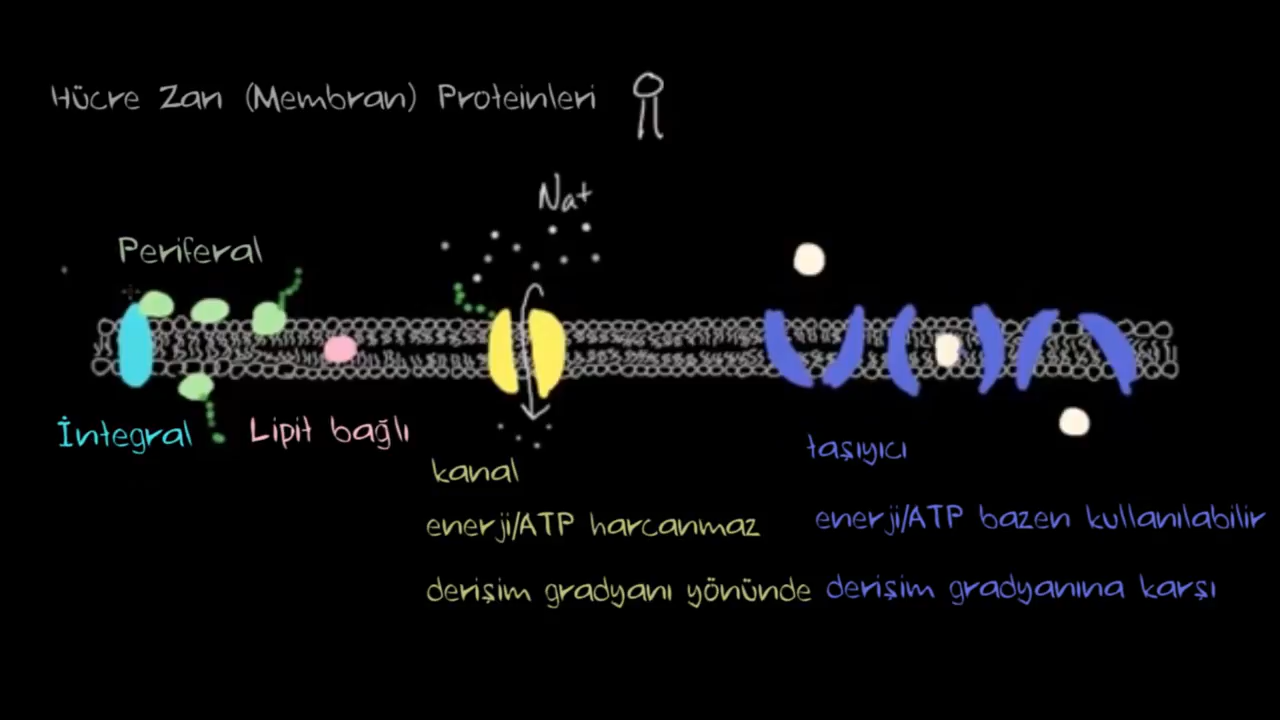 Hücre Zarı (Membran) Proteinleri
Na+
Periferal
İntegral
Lipit bağlı
kanal
enerji/ATP harcanmaz
derişim gradyanı yönünde
taşıyıcı
enerji/ATP bazen kullanılabilir
derişim gradyanına karşı